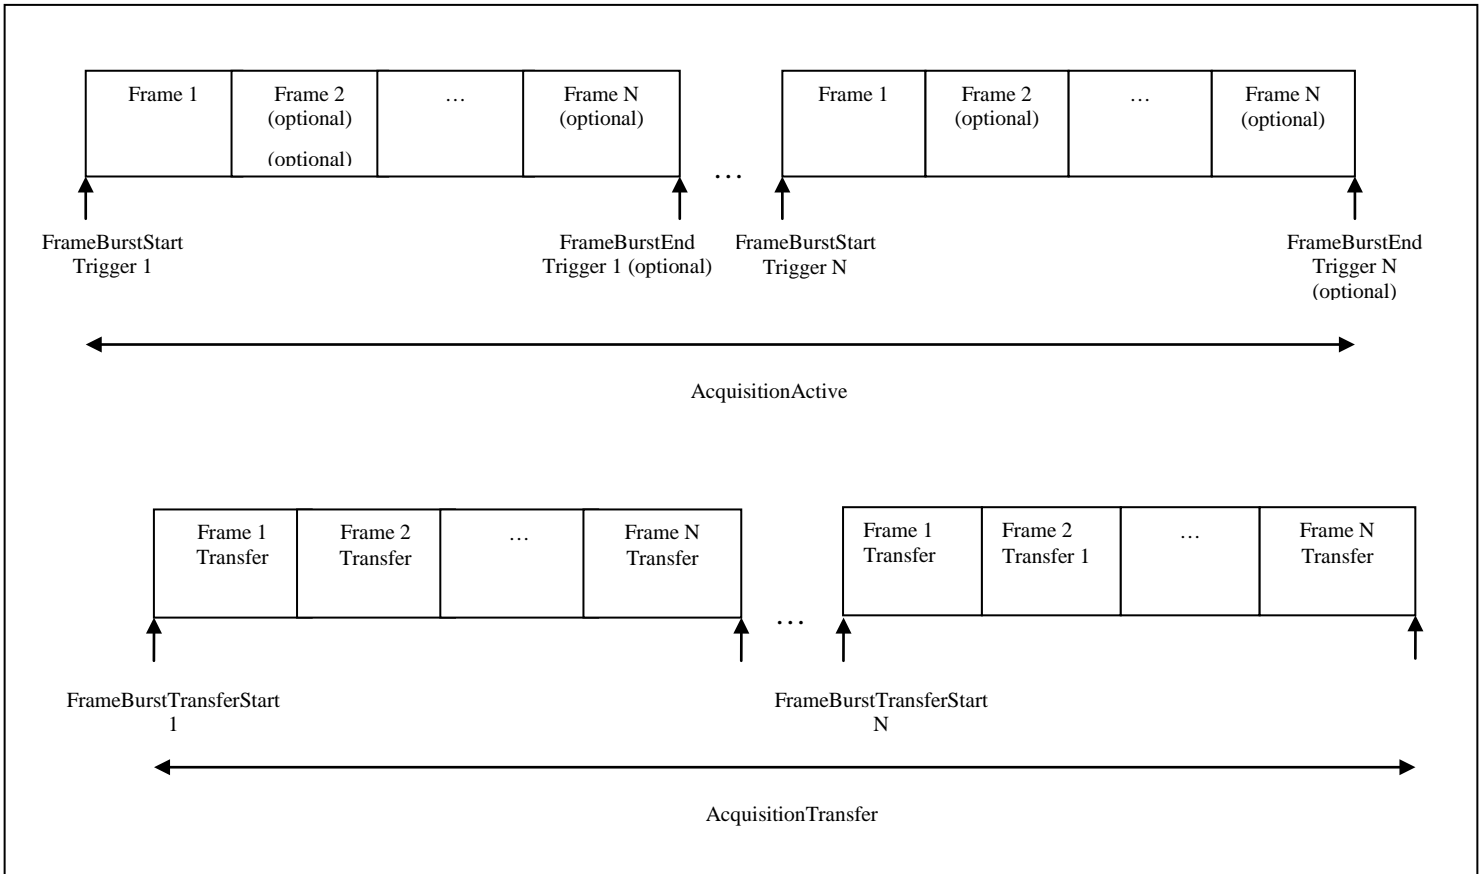 Frame 1
Frame 2
(optional)
(optional)
…
Frame N
(optional)
Frame 1
Frame 2
(optional)
…
Frame N
(optional)
…
FrameBurstStart
Trigger 1
FrameBurstEnd
Trigger 1 (optional)
FrameBurstStart
Trigger N
FrameBurstEnd
Trigger N
(optional)
AcquisitionActive
Frame 1
Transfer
Frame 2
Transfer
…
Frame N
Transfer
Frame 1
Transfer
Frame 2
Transfer 1
…
Frame N
Transfer
…
FrameBurstTransferStart
1
FrameBurstTransferStart
N
AcquisitionTransfer